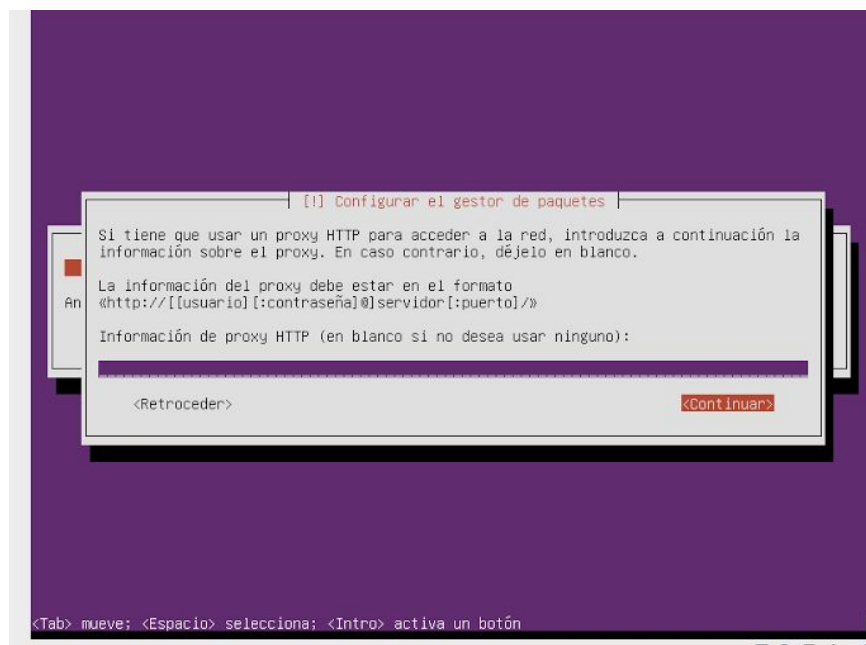 [!] Configurar el gestor de paquetes
Si tiene que usar un proxy HTTP para acceder a la red, introduzca a continuación la
información sobre el proxy. En caso contrario, déjelo en blanco.
La información del proxy debe estar en el formato
An
«http://[[usuario][:contraseña]@]servidor[:puerto]/»
Información de proxy HTTP (en blanco si no desea usar ninguno):
<Retroceder>
<Continuar>
<Tab> mueve; <Espacio> selecciona; <Intro> activa un botón